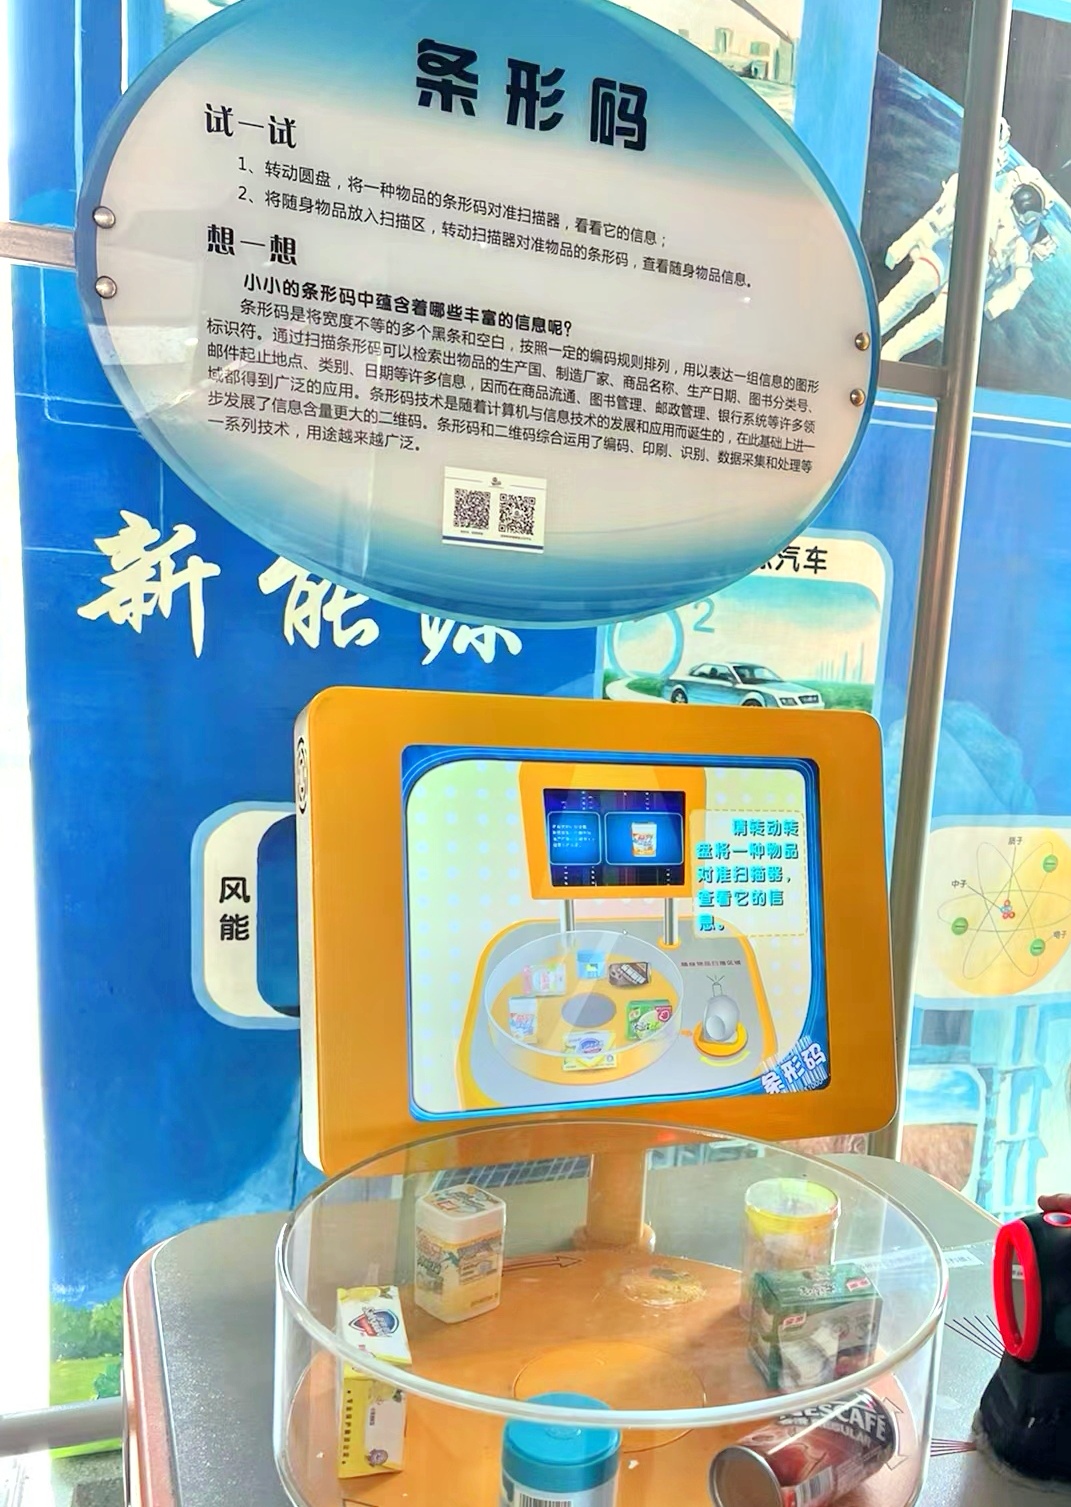 条形码
试一试
1、转动圆盘，将一种物品的条形码对准扫描器，看看它的信息；
2、将随身物品放入扫描区，转动扫描器对准物品的条形码，查看随身物品信息。
想一想
小小的条形码中蕴含着哪些丰富的信息呢？
条形码是将宽度不等的多个黑条和空白，按照一定的编码规则排列，用以表达一组信息的图形
标识符。通过扫描条形码可以检索出物品的生产国、制造厂家、商品名称、生产日期、图书分类号、
邮件起止地点、类别、日期等许多信息，因而在商品流通、图书管理、邮政管理、银行系统等许多领
域都得到广泛的应用。条形码技术是随着计算机与信息技术的发展和应用而诞生的，在此基础上进一
步发展了信息含量更大的二维码。条形码和二维码综合运用了编码、印刷、识别、数据采集和处理等
一系列技术，用途越来越广泛。
新能源
汽车
2
风
能
请转动转
盘将一种物品
对准扫描器，
查看它的信
息。
条形码
质子
中子
电子
NESCAFÉ